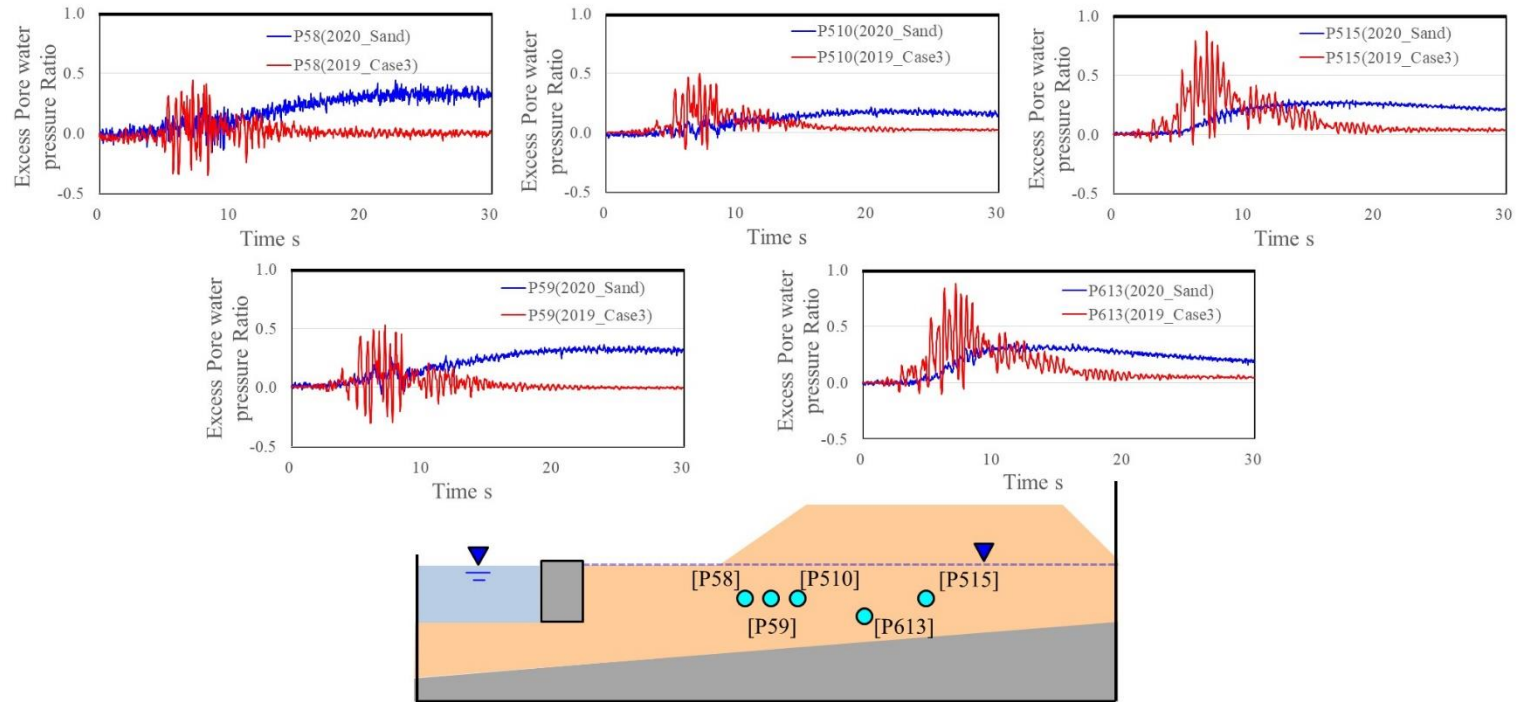 1.0
0.5
0.0
-0.5
Excess Pore water
pressure Ratio
P58(2020_Sand)
P58(2019_Case3)
0
10
20
30
Time s
1.0
0.5
0.0
-0.5
Excess Pore water
pressure Ratio
P510(2020_Sand)
P510(2019_Case3)
0
10
20
30
Time s
1.0
0.5
0.0
-0.5
Excess Pore water
pressure Ratio
P515(2020_Sand)
P515(2019_Case3)
0
10
20
30
Time s
1.0
0.5
0.0
-0.5
Excess Pore water
pressure Ratio
P59(2020_Sand)
P59(2019_Case3)
0
10
20
30
Time s
1.0
0.5
0.0
-0.5
Excess Pore water
pressure Ratio
P613(2020_Sand)
P613(2019_Case3)
0
10
20
30
Time s
[P58]
[P510]
[P515]
[P59]
[P613]